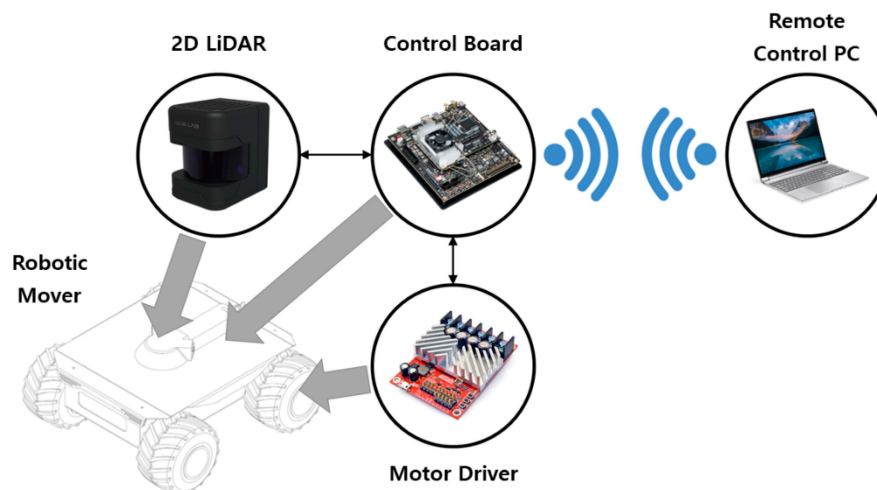 2D LiDAR
Control Board
Remote
Control PC
Robotic
Mover
Motor Driver